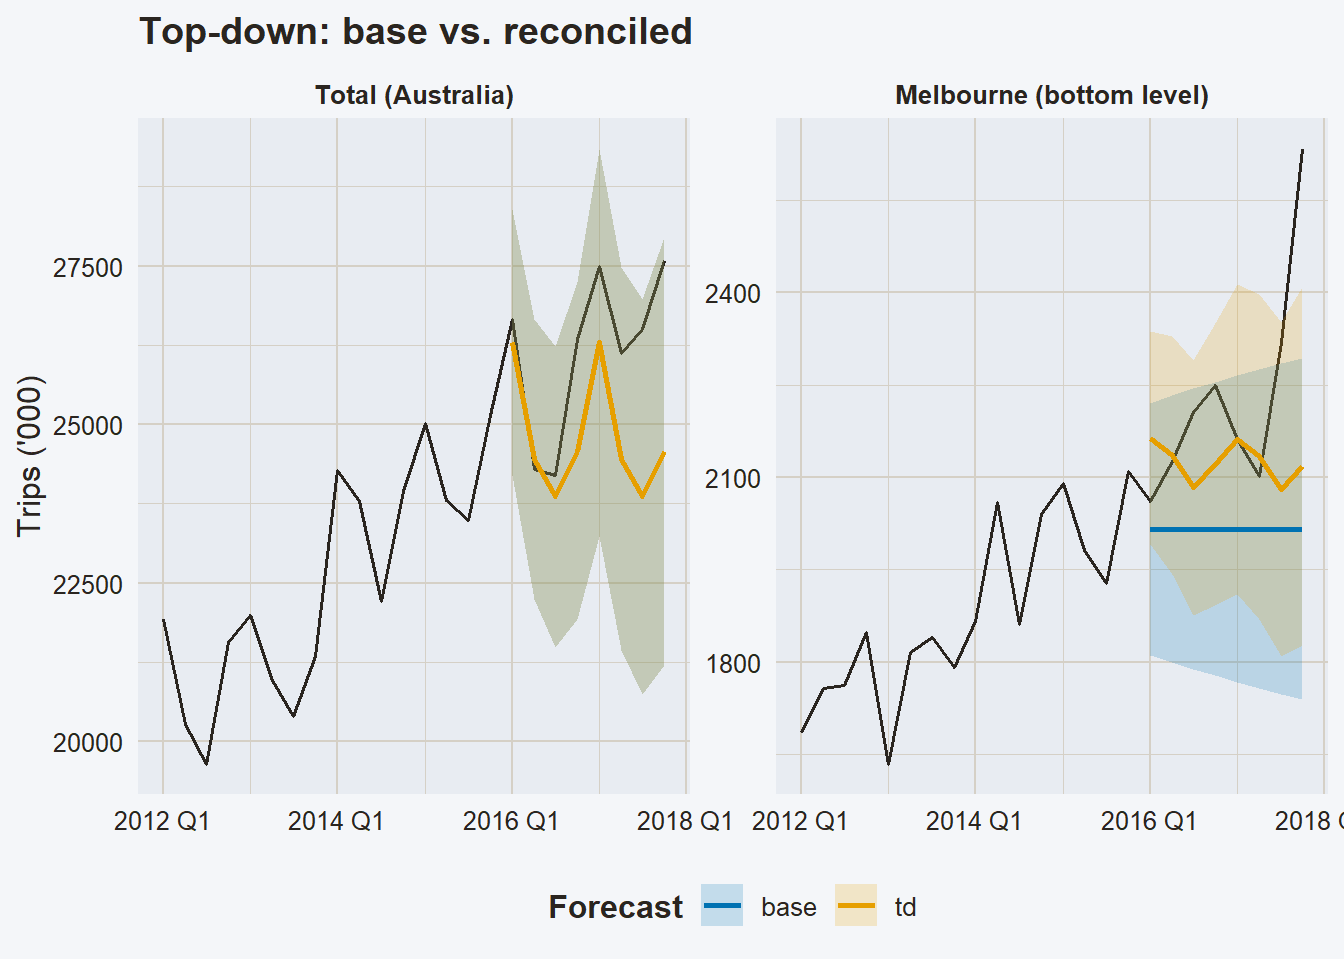 Top-down: base vs. reconciled
Total (Australia)
Melbourne (bottom level)
Trips ('000)
27500
25000
22500
20000
2400
2100
1800
2012 Q1
2014 Q1
2016 Q1
2018 Q1
2012 Q1
2014 Q1
2016 Q1
2018 Q
Forecast
base
td